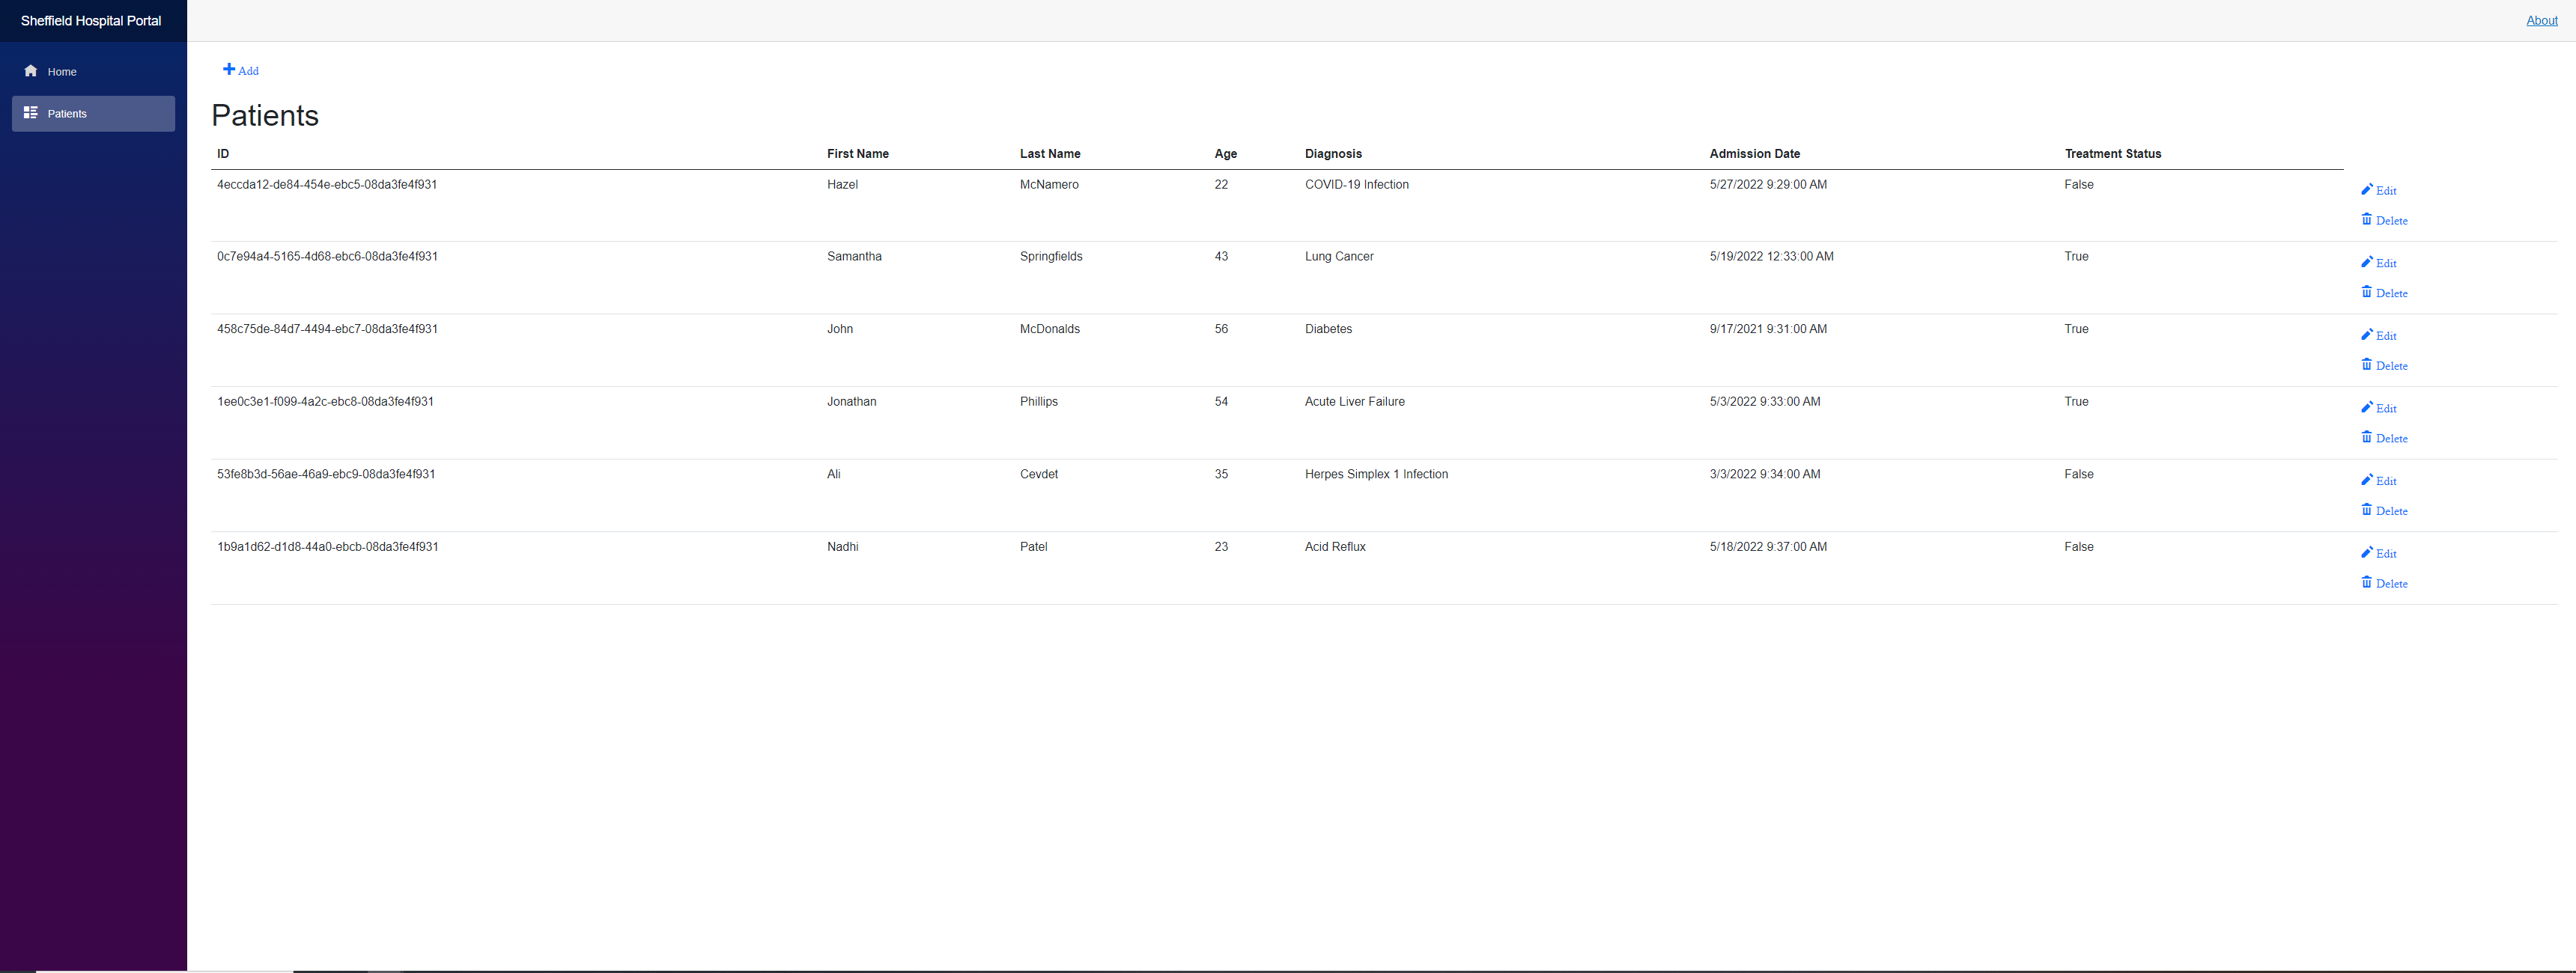 Sheffield Hospital Portal
About
Home
Patients
Add
Patients
ID First Name Last Name Age Diagnosis Admission Date Treatment Status
4eccda12-de84-454e-ebc5-08da3fe4f931 Hazel McNamero 22 COVID-19 Infection 5/27/2022 9:29:00 AM False
Edit
Delete
0c7e94a4-5165-4d68-ebc6-08da3fe4f931 Samantha Springfields 43 Lung Cancer 5/19/2022 12:33:00 AM True
Edit
Delete
458c75de-84d7-4494-ebc7-08da3fe4f931 John McDonalds 56 Diabetes 9/17/2021 9:31:00 AM True
Edit
Delete
1ee0c3e1-f099-4a2c-ebc8-08da3fe4f931 Jonathan Phillips 54 Acute Liver Failure 5/3/2022 9:33:00 AM True
Edit
Delete
53fe8b3d-56ae-46a9-ebc9-08da3fe4f931 Ali Cevdet 35 Herpes Simplex 1 Infection 3/3/2022 9:34:00 AM False
Edit
Delete
1b9a1d62-d1d8-44a0-ebcb-08da3fe4f931 Nadhi Patel 23 Acid Reflux 5/18/2022 9:37:00 AM False
Edit
Delete